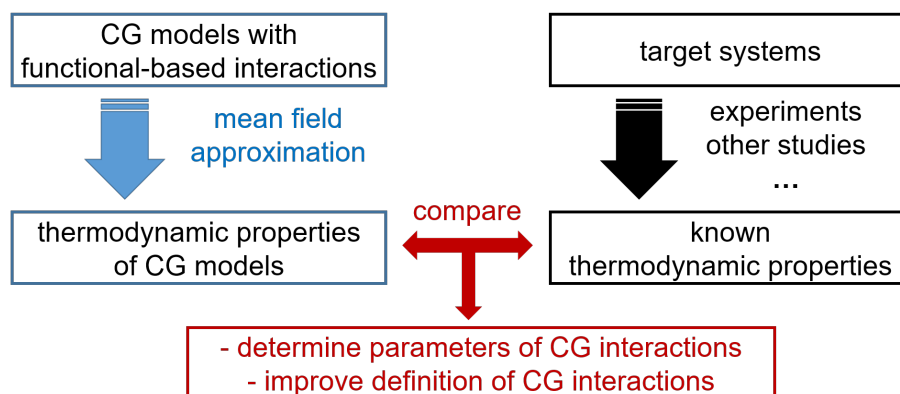 CG models with
functional-based interactions
target systems
mean field
approximation
experiments
other studies
...
compare
thermodynamic properties
of CG models
known
thermodynamic properties
- determine parameters of CG interactions
- improve definition of CG interactions